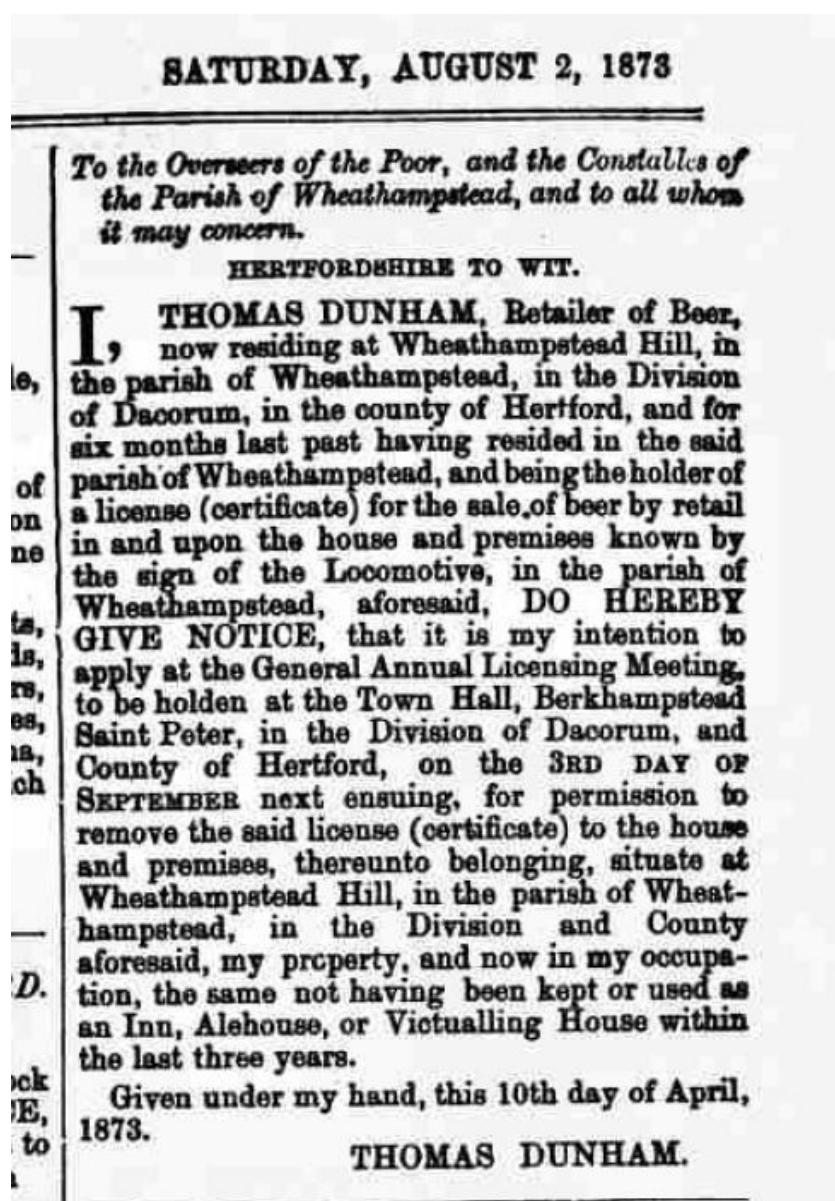 SATURDAY, AUGUST 2, 1873
To the Overseers of the Poor, and the Constables of
the Parish of Wheathampstead, and to all whom
it may concern.
HERTFORDSHIRE TO WIT.
I, THOMAS DUNHAM, Retailer of Beer,
now residing at Wheathampstead Hill, in
the parish of Wheathampstead, in the Division
of Dacorum, in the county of Hertford, and for
six months last past having resided in the said
parish of Wheathampstead, and being the holder of
a license (certificate) for the sale of beer by retail
in and upon the house and premises known by
the sign of the Locomotive, in the parish of
Wheathampstead, aforesaid, DO HEREBY
GIVE NOTICE, that it is my intention to
apply at the General Annual Licensing Meeting,
to be holden at the Town Hall, Berkhampstead
Saint Peter, in the Division of Dacorum, and
County of Hertford, on the 3RD DAY OF
SEPTEMBER next ensuing, for permission to
remove the said license (certificate) to the house
and premises, thereunto belonging, situate at
Wheathampstead Hill, in the parish of Wheat-
hampstead, in the Division and County
aforesaid, my property, and now in my occupa-
tion, the same not having been kept or used as
an Inn, Alehouse, or Victualling House within
the last three years.
Given under my hand, this 10th day of April,
1873.
THOMAS DUNHAM.